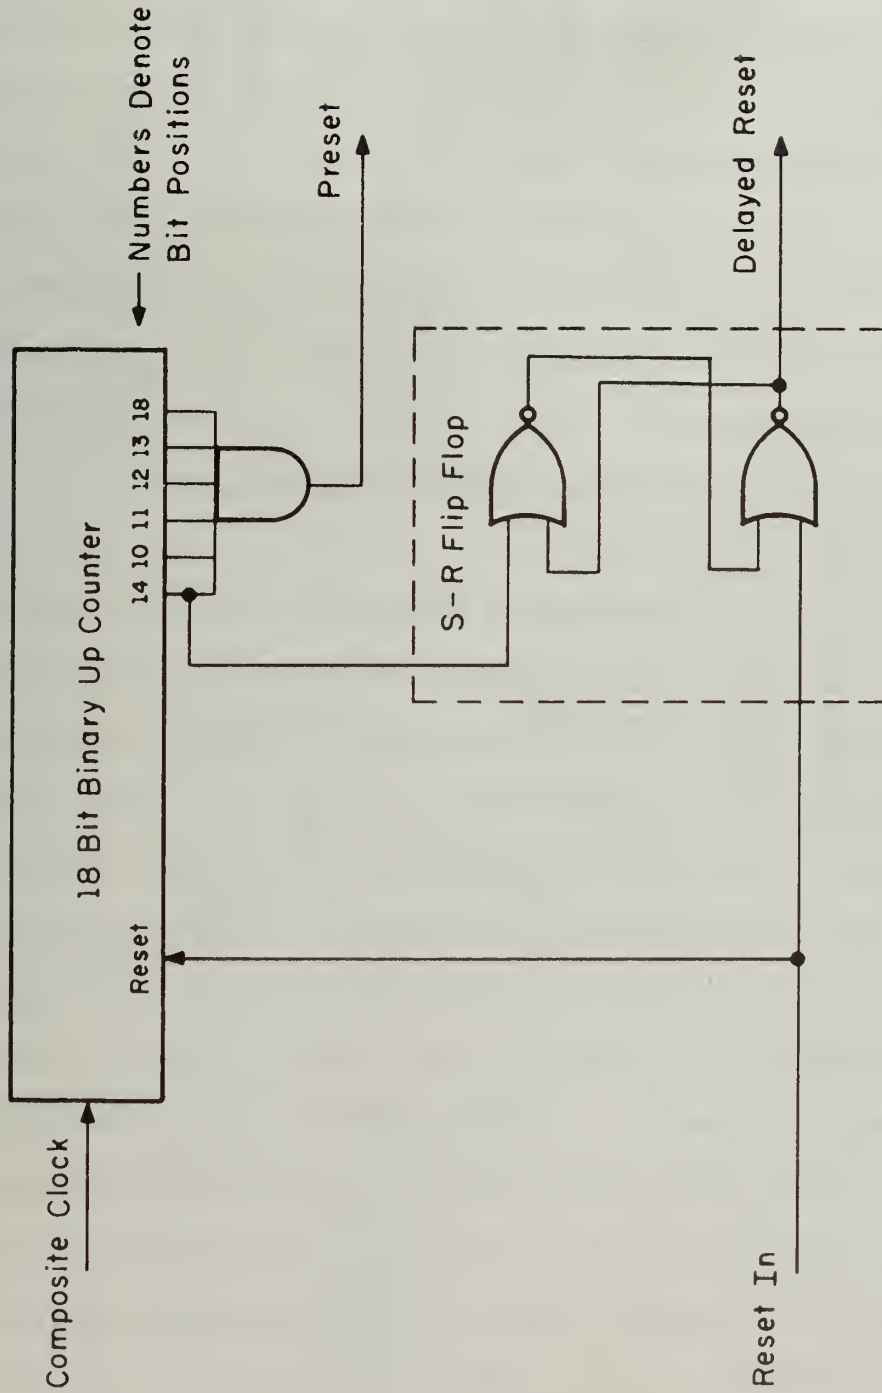 Composite Clock
18 Bit Binary Up Counter
Reset
14 10 11 12 13 18
Numbers Denote
Bit Positions
Preset
S-R Flip Flop
Delayed Reset
Reset In